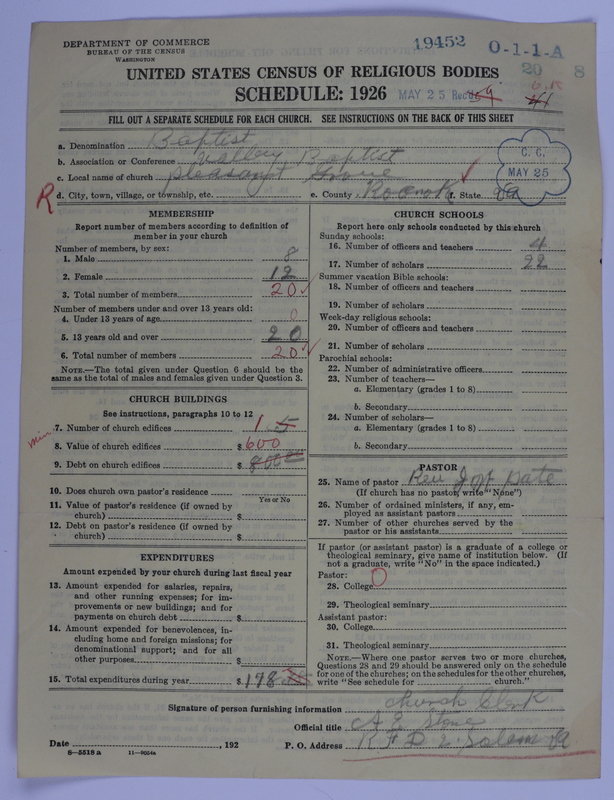 DEPARTMENT OF COMMERCE
BUREAU OF THE CENSUS
WASHINGTON
19452
0-1-1-A
20 8
UNITED STATES CENSUS OF RELIGIOUS BODIES
SCHEDULE: 1926
MAY 25 Rec'd
FILL OUT A SEPARATE SCHEDULE FOR EACH CHURCH. SEE INSTRUCTIONS ON THE BACK OF THIS SHEET
a. Denomination Baptist
b. Association or Conference Valley Baptist
c. Local name of church pleasant Grove
R d. City, town, village, or township, etc. e. County Roanok f. State Va
C. C.
MAY 25
MEMBERSHIP
Report number of members according to definition of member in your church
Number of members, by sex:
1. Male 8
2. Female 12
3. Total number of members 20
Number of members under and over 13 years old:
4. Under 13 years of age 0
5. 13 years old and over 20
6. Total number of members 20
NOTE.—The total given under Question 6 should be the same as the total of males and females given under Question 3.
CHURCH BUILDINGS
See instructions, paragraphs 10 to 12
7. Number of church edifices 1 5
8. Value of church edifices $ 600
9. Debt on church edifices $ 800
10. Does church own pastor's residence
Yes or No
11. Value of pastor's residence (if owned by church) $
12. Debt on pastor's residence (if owned by church) $
EXPENDITURES
Amount expended by your church during last fiscal year
13. Amount expended for salaries, repairs, and other running expenses; for improvements or new buildings; and for payments on church debt $
14. Amount expended for benevolences, including home and foreign missions; for denominational support; and for all other purposes $
15. Total expenditures during year $ 178
CHURCH SCHOOLS
Report here only schools conducted by this church
Sunday schools:
16. Number of officers and teachers 4
17. Number of scholars 22
Summer vacation Bible schools:
18. Number of officers and teachers
19. Number of scholars
Week-day religious schools:
20. Number of officers and teachers
21. Number of scholars
Parochial schools:
22. Number of administrative officers
23. Number of teachers—
a. Elementary (grades 1 to 8)
b. Secondary
24. Number of scholars—
a. Elementary (grades 1 to 8)
b. Secondary
PASTOR
25. Name of pastor Rev
(If church has no pastor, write "None")
26. Number of ordained ministers, if any, employed as assistant pastors
27. Number of other churches served by the pastor or his assistants
If pastor (or assistant pastor) is a graduate of a college or theological seminary, give name of institution below. (If not a graduate, write "No" in the space indicated.)
Pastor:
28. College 0
29. Theological seminary
Assistant pastor:
30. College
31. Theological seminary
NOTE.—Where one pastor serves two or more churches, Questions 28 and 29 should be answered only on the schedule for one of the churches; on the schedules for the other churches, write "See schedule for church."
Signature of person furnishing information church Clerk
Official title A E Stone
Date , 192 P. O. Address R F D 2 Salem Va
8—5518 a 11—9004a